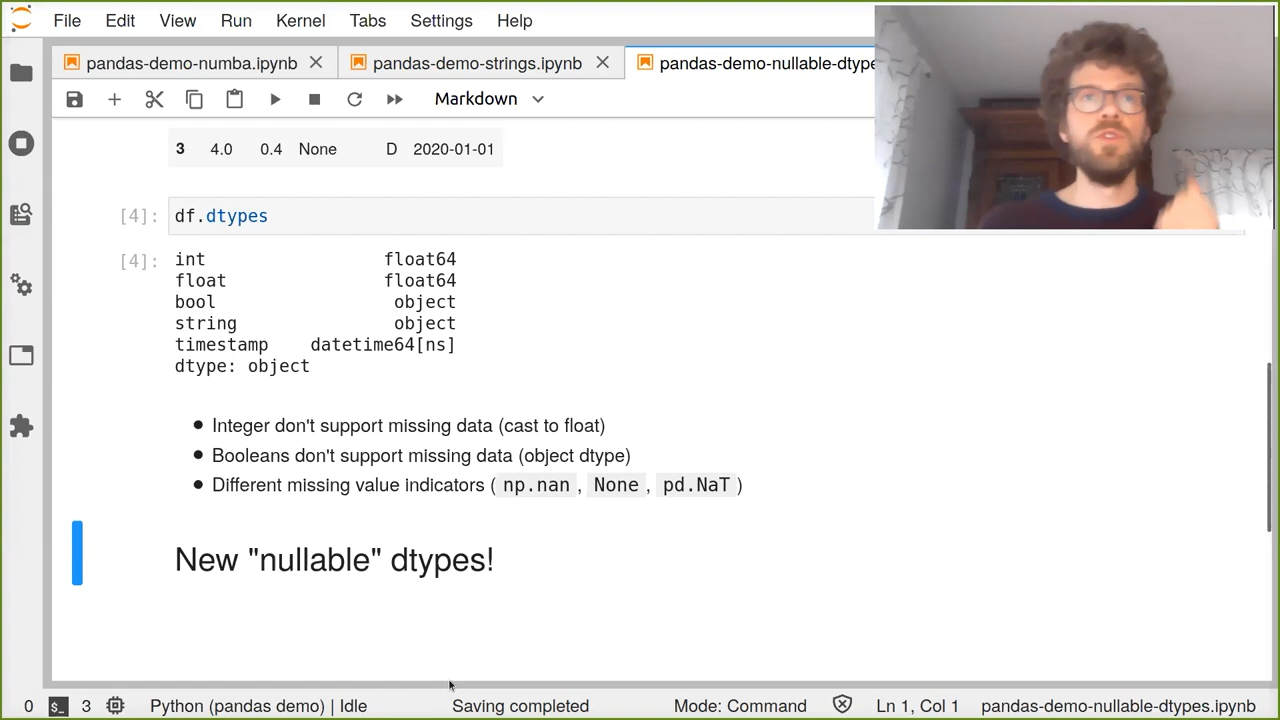 File Edit View Run Kernel Tabs Settings Help
pandas-demo-numba.ipynb pandas-demo-strings.ipynb pandas-demo-nullable-dtype
Markdown
3 4.0 0.4 None D 2020-01-01
[4]: df.dtypes
[4]: int float64
float float64
bool object
string object
timestamp datetime64[ns]
dtype: object
● Integer don't support missing data (cast to float)
● Booleans don't support missing data (object dtype)
● Different missing value indicators ( np.nan , None , pd.NaT )
New "nullable" dtypes!
0 $_ 3 Python (pandas demo) | Idle Saving completed Mode: Command Ln 1, Col 1 pandas-demo-nullable-dtypes.ipynb